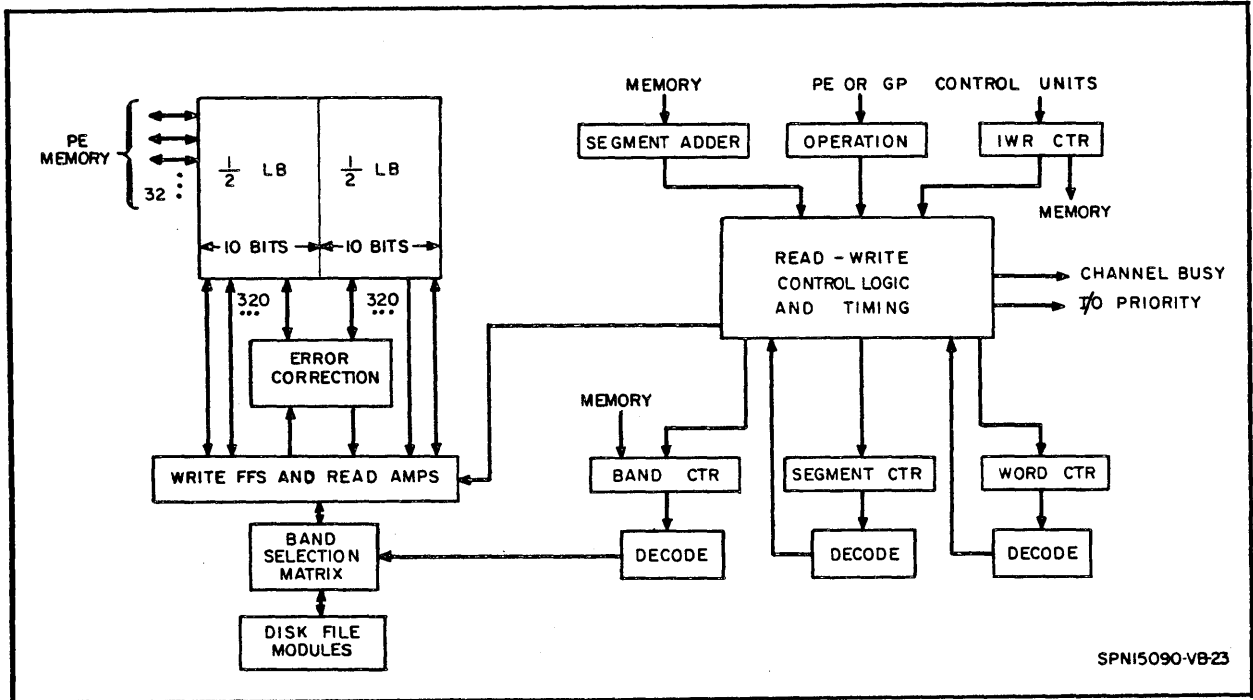 PE
MEMORY
32
1/2 LB
1/2 LB
10 BITS
10 BITS
320
320
ERROR
CORRECTION
WRITE FFS AND READ AMPS
BAND
SELECTION
MATRIX
DISK FILE
MODULES
MEMORY
PE OR GP CONTROL UNITS
SEGMENT ADDER
OPERATION
IWR CTR
MEMORY
READ - WRITE
CONTROL LOGIC
AND TIMING
CHANNEL BUSY
I/O PRIORITY
MEMORY
BAND CTR
SEGMENT CTR
WORD CTR
DECODE
DECODE
DECODE
SPN15090-VB-23